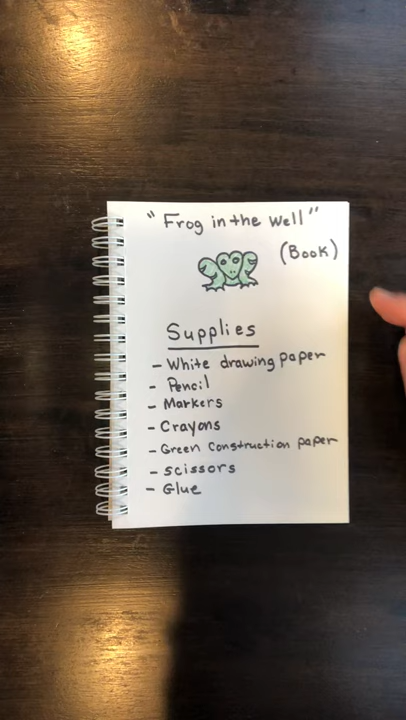 "Frog in the well"
(Book)
Supplies
- White drawing paper
- Pencil
- Markers
- Crayons
- Green Construction paper
- scissors
- Glue